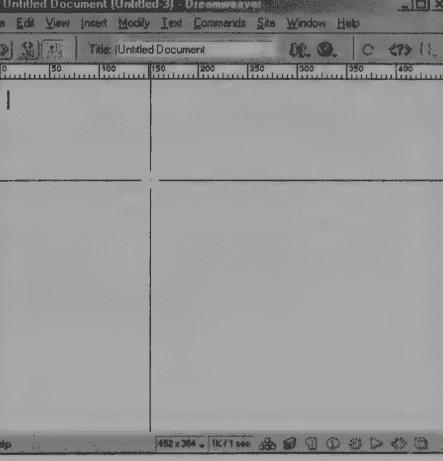 Untitled Document (Untitled-3) - Dreamweaver
Edit View Insert Modify Text Commands Site Window Help
Title: Untitled Document
0 50 100 150 200 250 300 350 400
462 x 364 1K / 1 sec